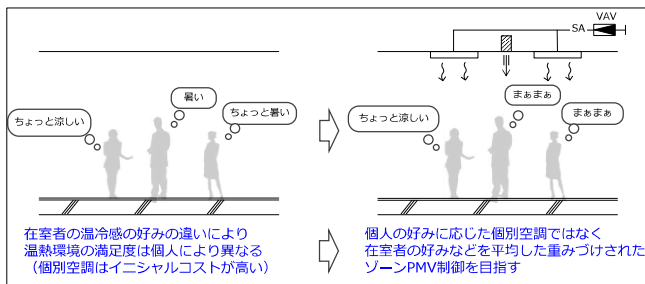 VAV
SA
暑い
ちょっと涼しい
ちょっと暑い
まぁまぁ
ちょっと涼しい
まぁまぁ
在室者の温冷感の好みの違いにより
温熱環境の満足度は個人により異なる
（個別空調はイニシャルコストが高い）
個人の好みに応じた個別空調ではなく
在室者の好みなどを平均した重みづけされた
ゾーンPMV制御を目指す